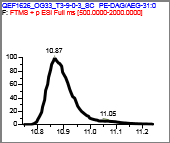 QEF1626_OG33_T3-9-0-3_SC PE-DAG/AEG-31:0
F: FTMS + p ESI Full ms [500.0000-2000.0000]
10.87
100
80
60
40
20
0
11.05
10.8 10.9 11.0 11.1 11.2